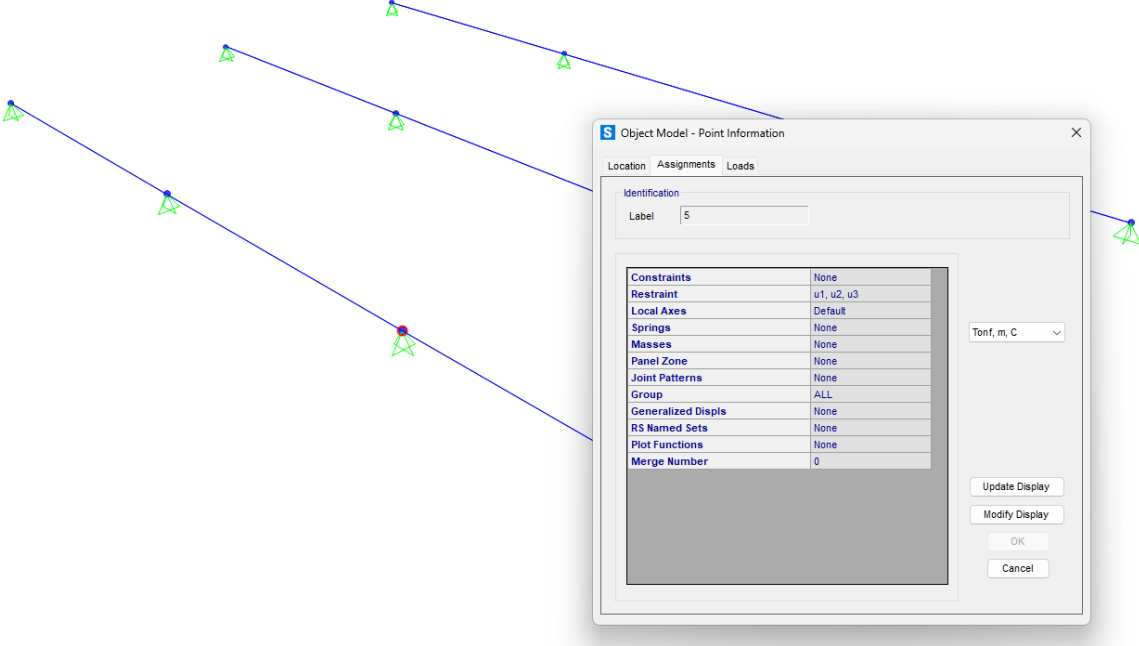 S Object Model - Point Information
Location Assignments Loads
Identification
Label 5
Constraints None
Restraint u1, u2, u3
Local Axes Default
Springs None
Masses None
Panel Zone None
Joint Patterns None
Group ALL
Generalized Displs None
RS Named Sets None
Plot Functions None
Merge Number 0
Tonf, m, C
Update Display
Modify Display
OK
Cancel